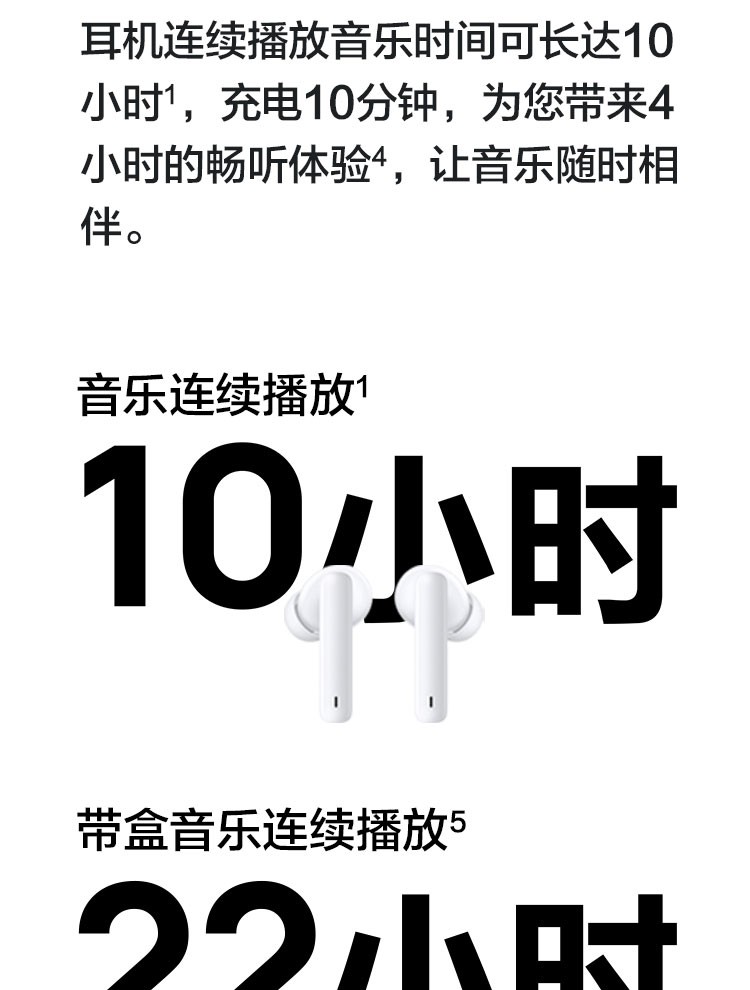 耳机连续播放音乐时间可长达10
小时1，充电10分钟，为您带来4
小时的畅听体验4，让音乐随时相
伴。
音乐连续播放1
10小时
带盒音乐连续播放5
22小时